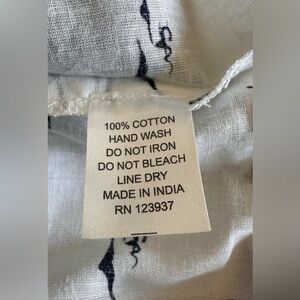 100% COTTON
HAND WASH
DO NOT IRON
DO NOT BLEACH
LINE DRY
MADE IN INDIA
RN 123937